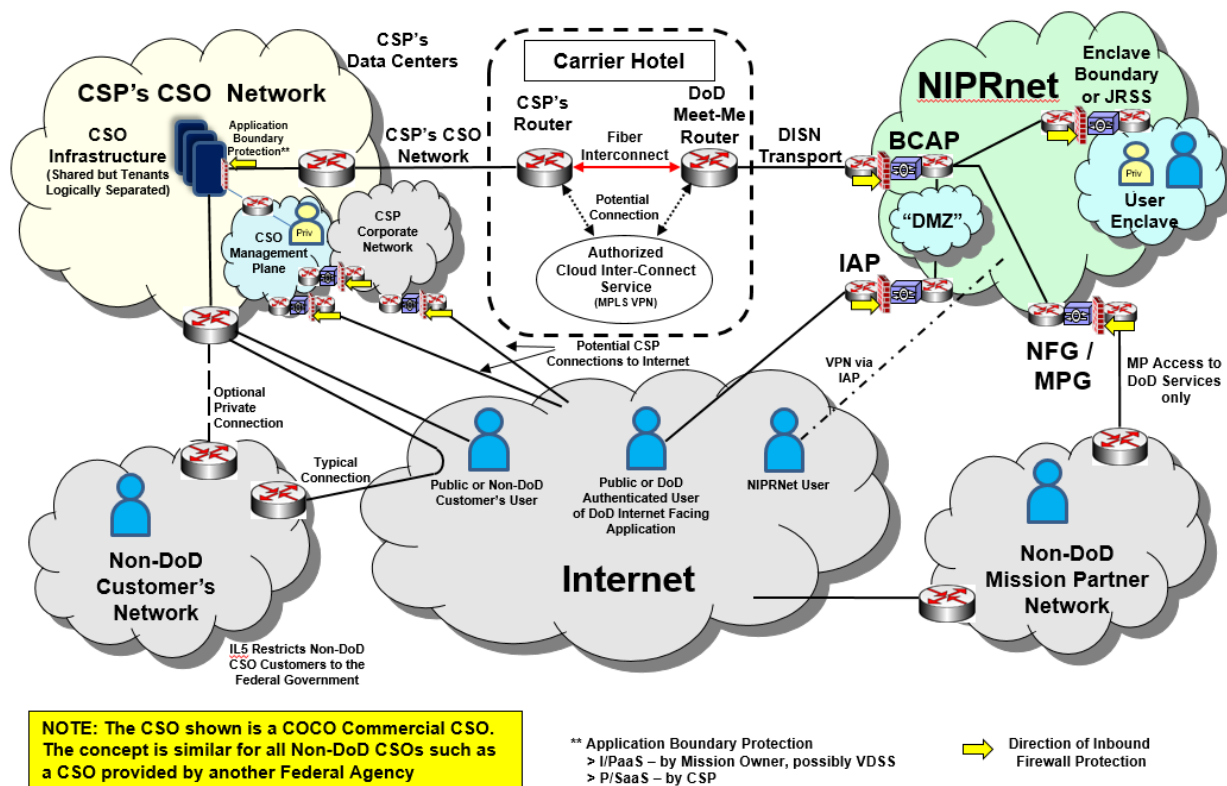 CSP's
Data Centers
CSP's CSO Network
CSO
Infrastructure
(Shared but Tenants
Logically Separated)
Application
Boundary
Protection**
CSP's CSO
Network
Priv
CSO
Management
Plane
CSP
Corporate
Network
Carrier Hotel
CSP's
Router
DoD
Meet-Me
Router
Fiber
Interconnect
Potential
Connection
Authorized
Cloud Inter-Connect
Service
(MPLS VPN)
DISN
Transport
NIPRnet
Enclave
Boundary
or JRSS
BCAP
Priv
User
Enclave
“DMZ”
IAP
NFG /
MPG
VPN via
IAP
MP Access to
DoD Services
only
Potential CSP
Connections to Internet
Optional
Private
Connection
Typical
Connection
Public or Non-DoD
Customer's User
Public or DoD
Authenticated User
of DoD Internet Facing
Application
NIPRNet User
Internet
Non-DoD
Customer's
Network
Non-DoD
Mission Partner
Network
IL5 Restricts Non-DoD
CSO Customers to the
Federal Government
NOTE: The CSO shown is a COCO Commercial CSO.
The concept is similar for all Non-DoD CSOs such as
a CSO provided by another Federal Agency
** Application Boundary Protection
> I/PaaS – by Mission Owner, possibly VDSS
> P/SaaS – by CSP
Direction of Inbound
Firewall Protection